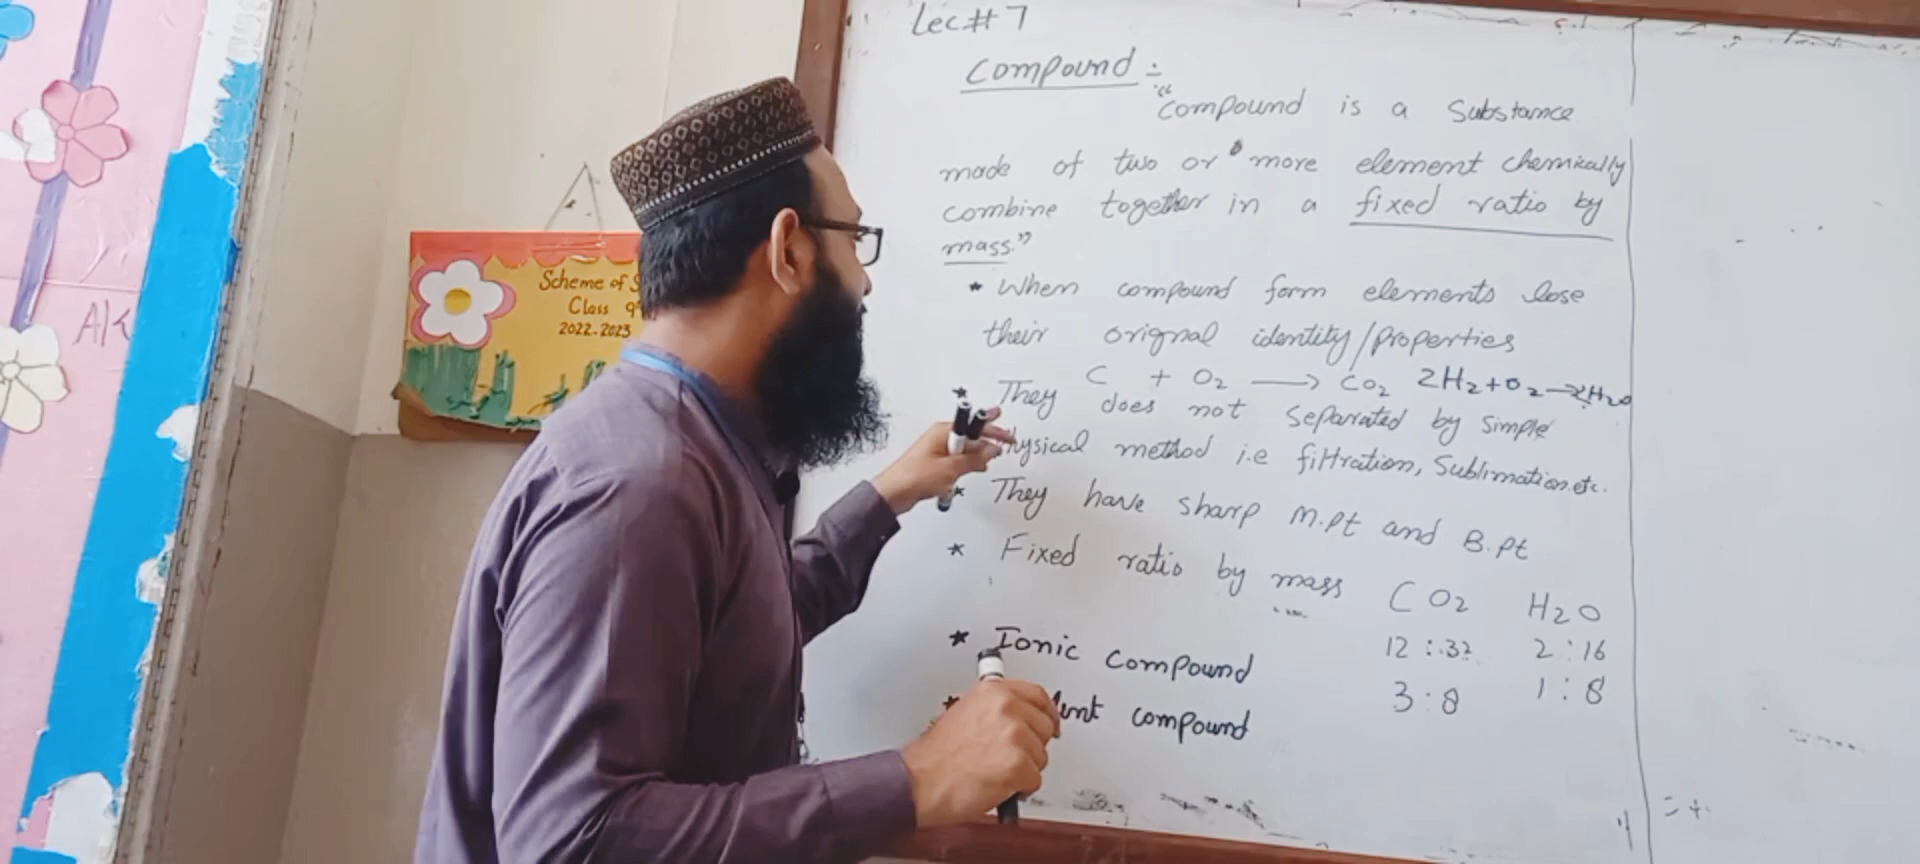 Lec#7
Compound :-
"Compound is a Substance
made of two or more element chemically
combine together in a fixed ratio by
mass."
* When compound form elements lose
their orignal identity/properties
C + O2 → CO2 2H2+O2→2H2O
* They does not separated by simple
Physical method i.e filtration, Sublimation.etc.
* They have sharp M.Pt and B.Pt
* Fixed ratio by mass CO2 H2O
12 : 32 2 : 16
3 : 8 1 : 8
* Ionic compound
* compound
Scheme of
Class 9th
2022-2023